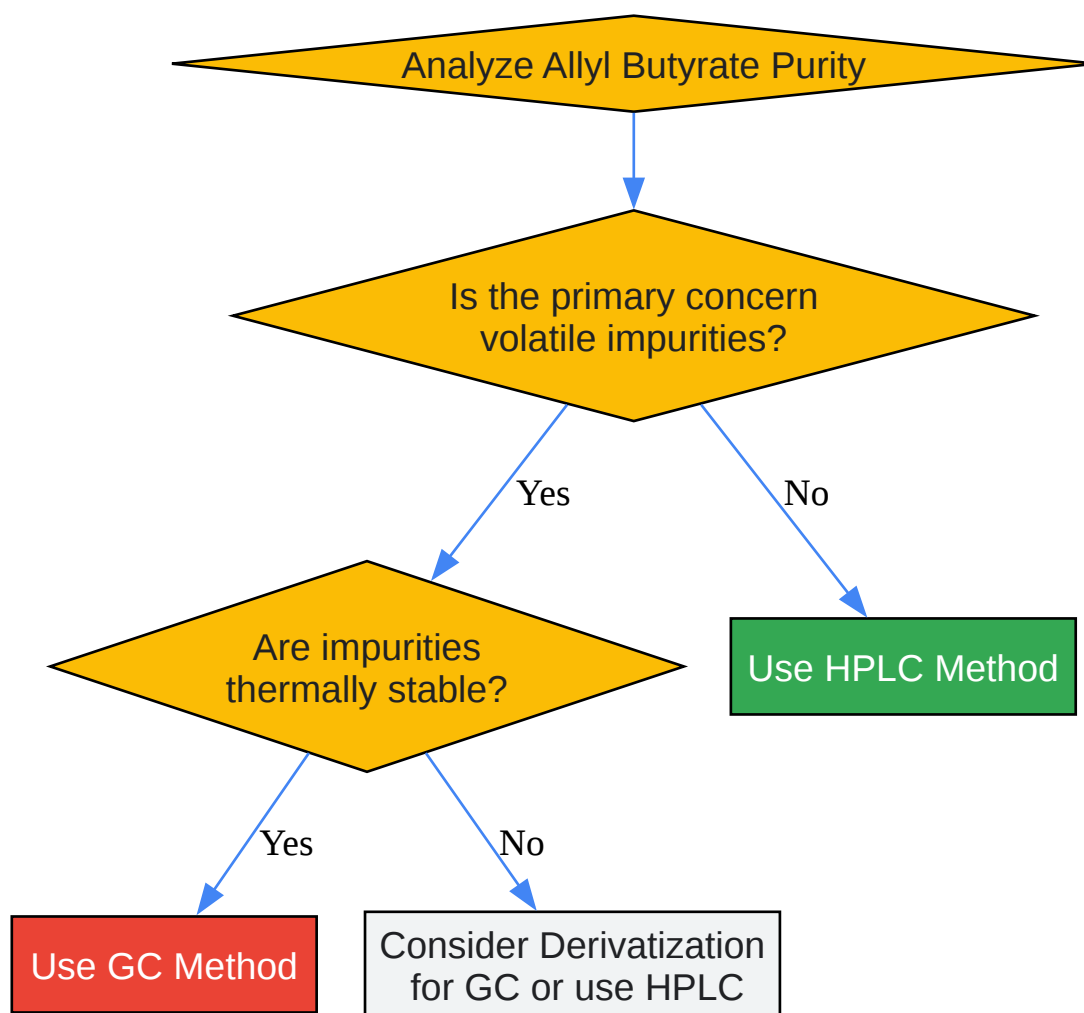 Analyze Allyl Butyrate Purity
Is the primary concern
volatile impurities?
Yes
No
Are impurities
thermally stable?
Use HPLC Method
Yes
No
Use GC Method
Consider Derivatization
for GC or use HPLC